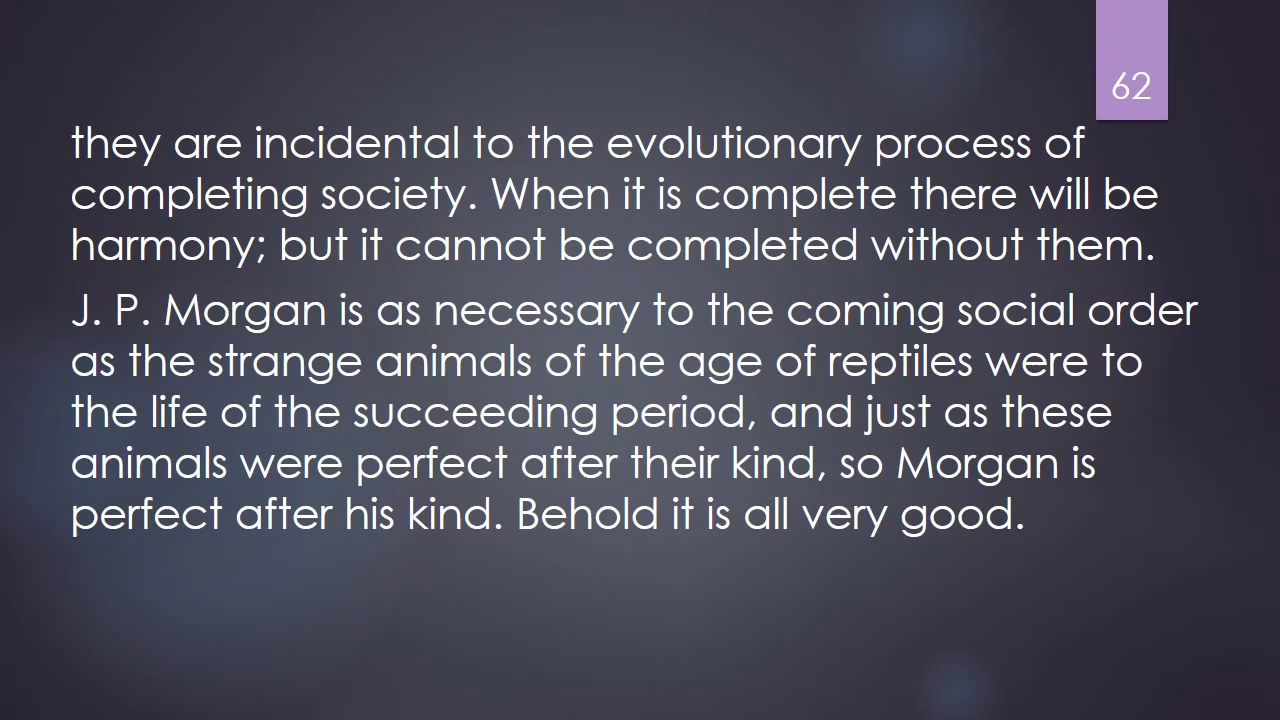 62
they are incidental to the evolutionary process of
completing society. When it is complete there will be
harmony; but it cannot be completed without them.
J. P. Morgan is as necessary to the coming social order
as the strange animals of the age of reptiles were to
the life of the succeeding period, and just as these
animals were perfect after their kind, so Morgan is
perfect after his kind. Behold it is all very good.